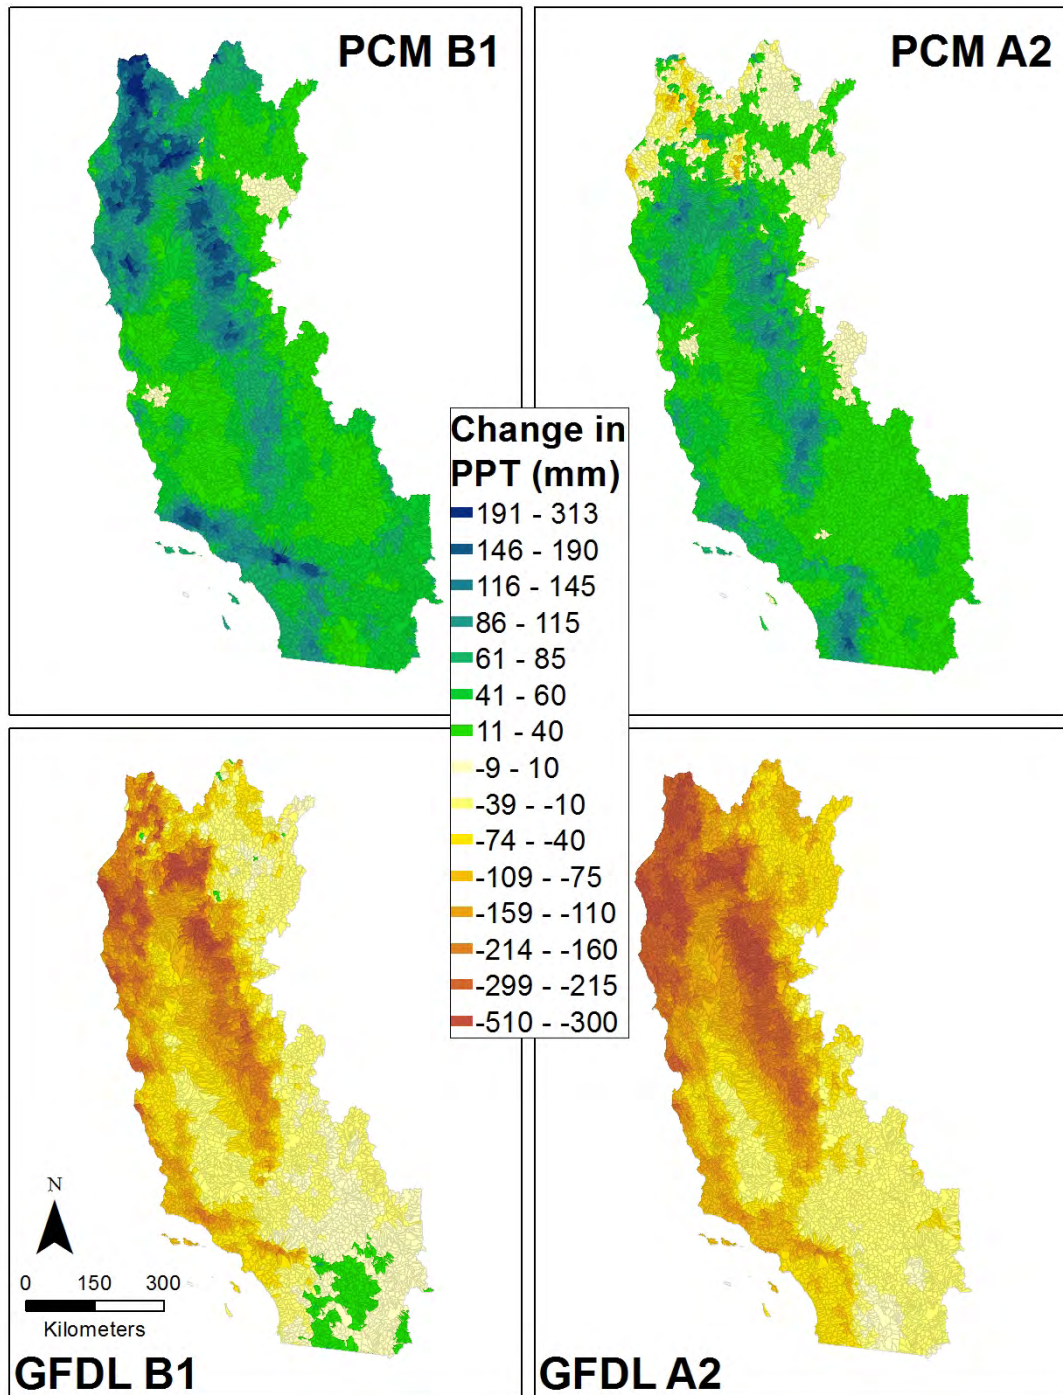 PCM B1
PCM A2
Change in
PPT (mm)
191 - 313
146 - 190
116 - 145
86 - 115
61 - 85
41 - 60
11 - 40
-9 - 10
-39 - -10
-74 - -40
-109 - -75
-159 - -110
-214 - -160
-299 - -215
-510 - -300
N
0 150 300
Kilometers
GFDL B1
GFDL A2